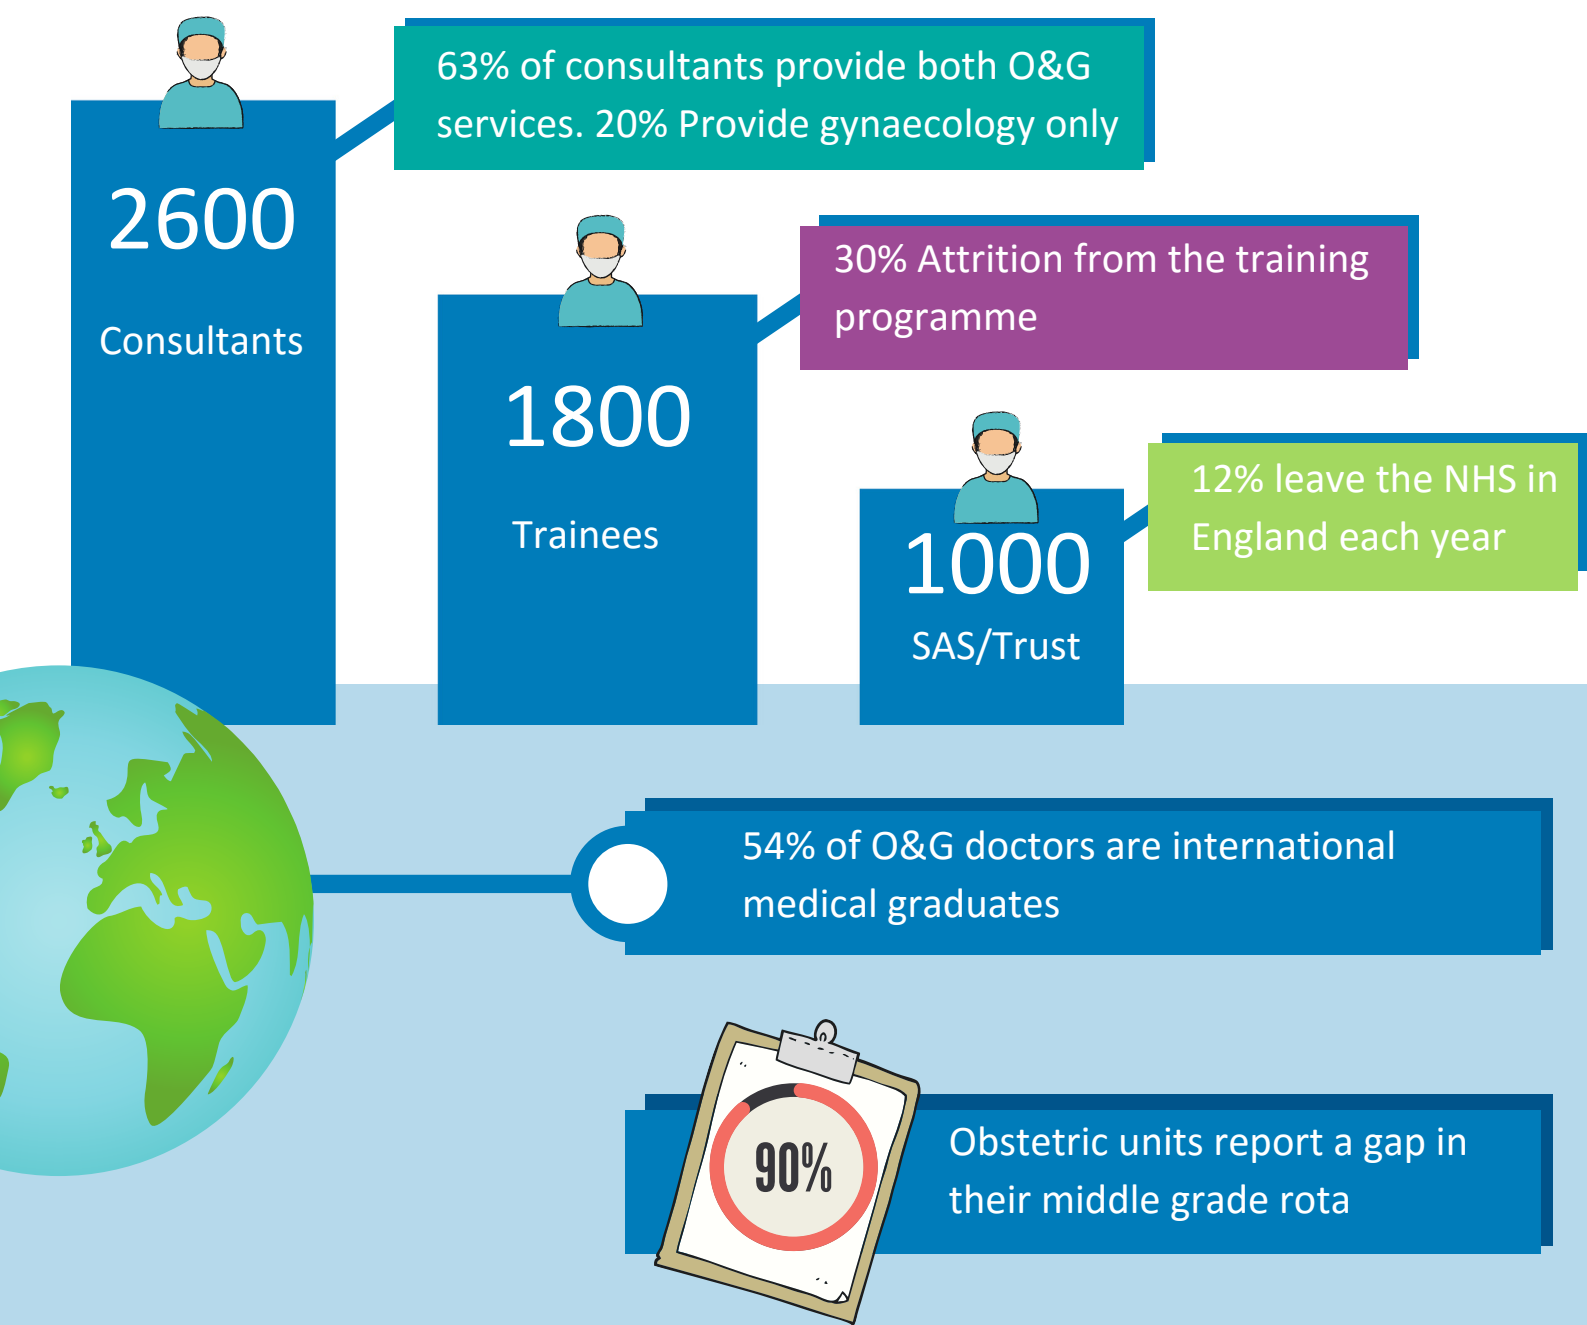 63% of consultants provide both O&G
services. 20% Provide gynaecology only
2600
Consultants
30% Attrition from the training
programme
1800
Trainees
12% leave the NHS in
England each year
1000
SAS/Trust
54% of O&G doctors are international
medical graduates
90%
Obstetric units report a gap in
their middle grade rota